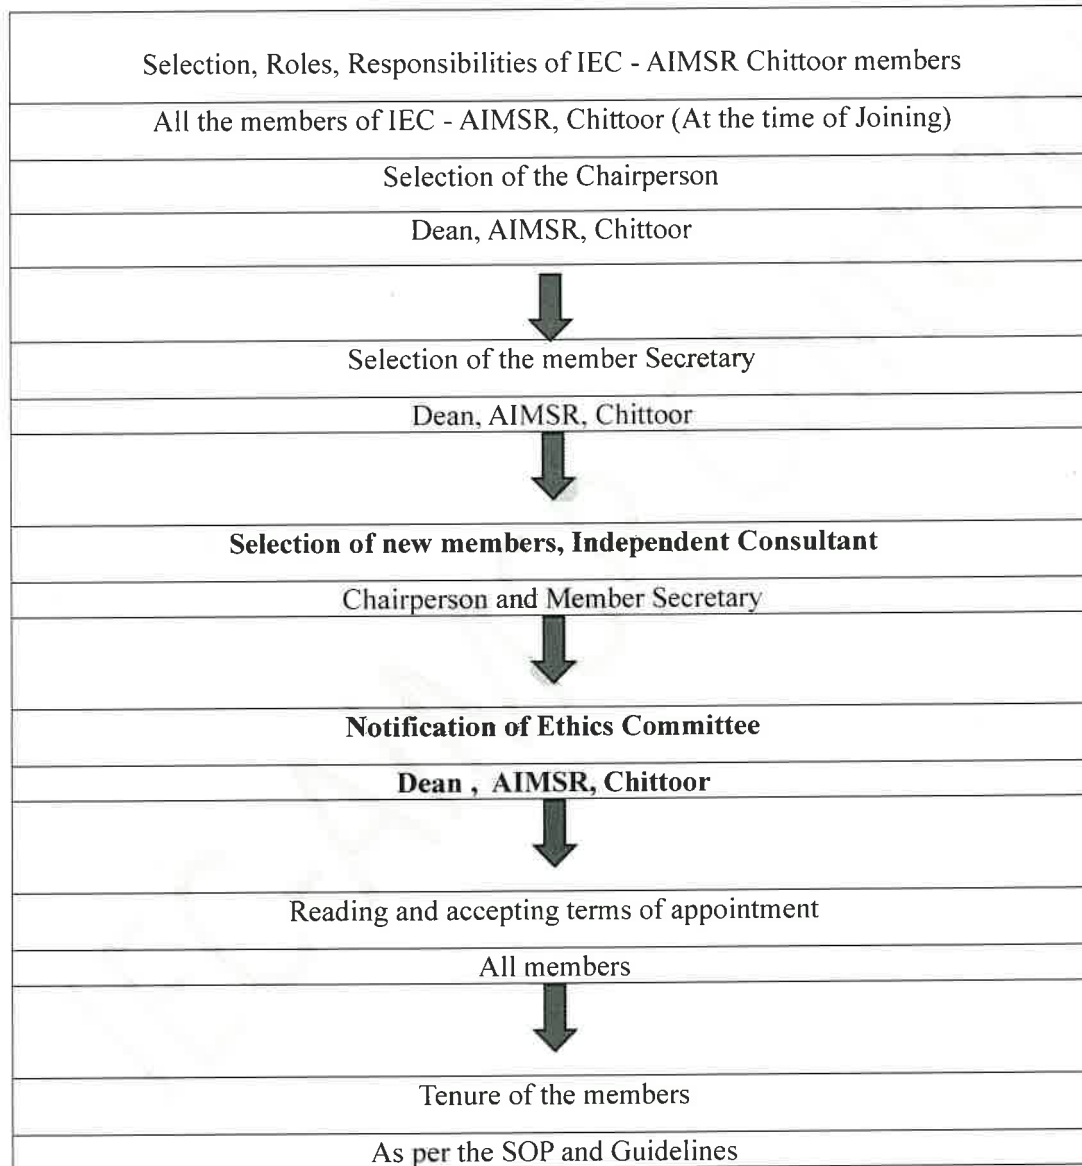 Selection, Roles, Responsibilities of IEC - AIMSR Chittoor members
All the members of IEC - AIMSR, Chittoor (At the time of Joining)
Selection of the Chairperson
Dean, AIMSR, Chittoor
Selection of the member Secretary
Dean, AIMSR, Chittoor
Selection of new members, Independent Consultant
Chairperson and Member Secretary
Notification of Ethics Committee
Dean , AIMSR, Chittoor
Reading and accepting terms of appointment
All members
Tenure of the members
As per the SOP and Guidelines